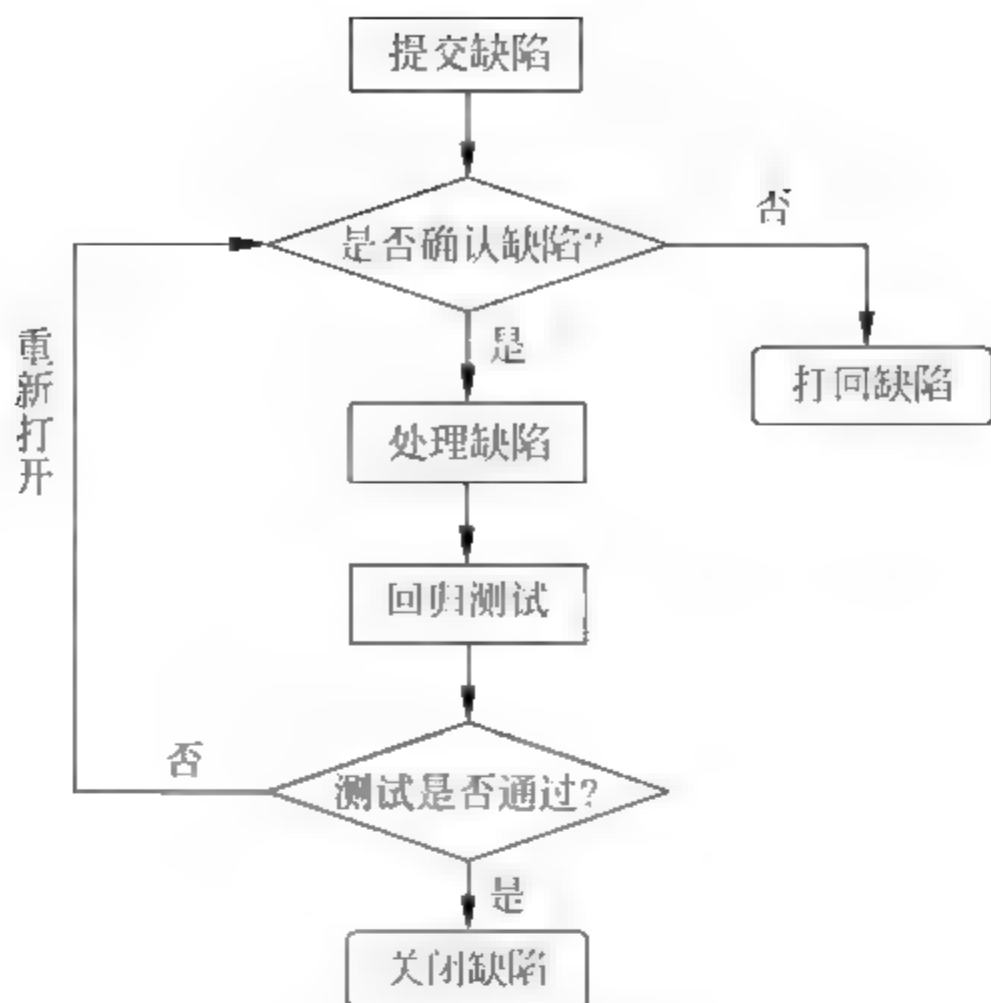 提交缺陷
否
是否确认缺陷?
是
重新打开
打回缺陷
处理缺陷
回归测试
否
测试是否通过?
是
关闭缺陷